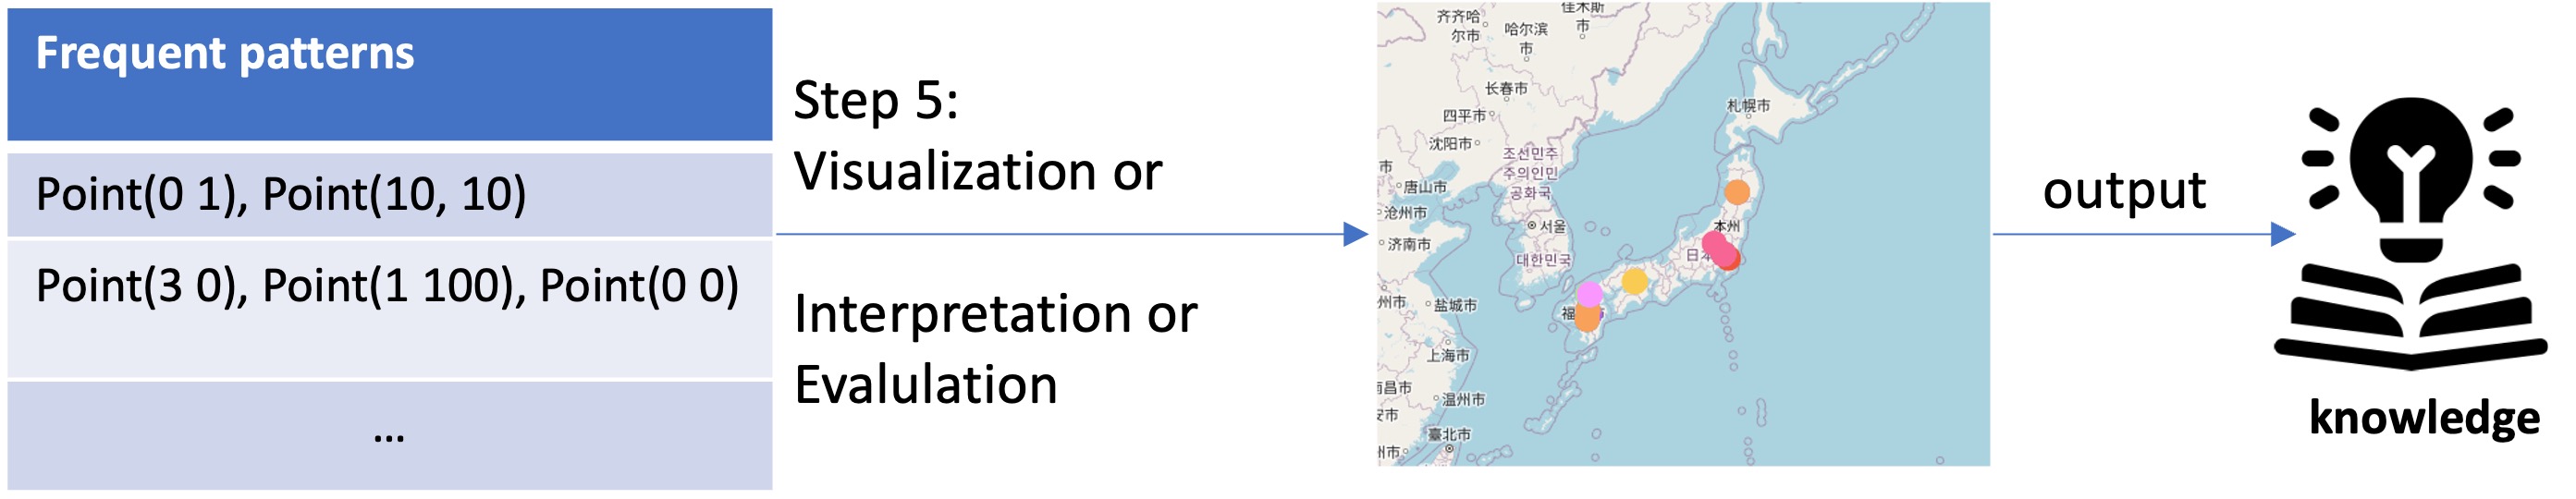 Frequent patterns
Point(0 1), Point(10, 10)
Point(3 0), Point(1 100), Point(0 0)
...
Step 5:
Visualization or
Interpretation or
Evalulation
齐齐哈
尔市
佳木斯
市
哈尔滨
市
长春市
四平市
沈阳市
札幌市
조선민주
주의인민
공화국
市
唐山市
沧州市
济南市
서울
대한민국
本州
日本
福
州市
盐城市
上海市
南昌市
温州市
安市
臺北市
州市
output
knowledge